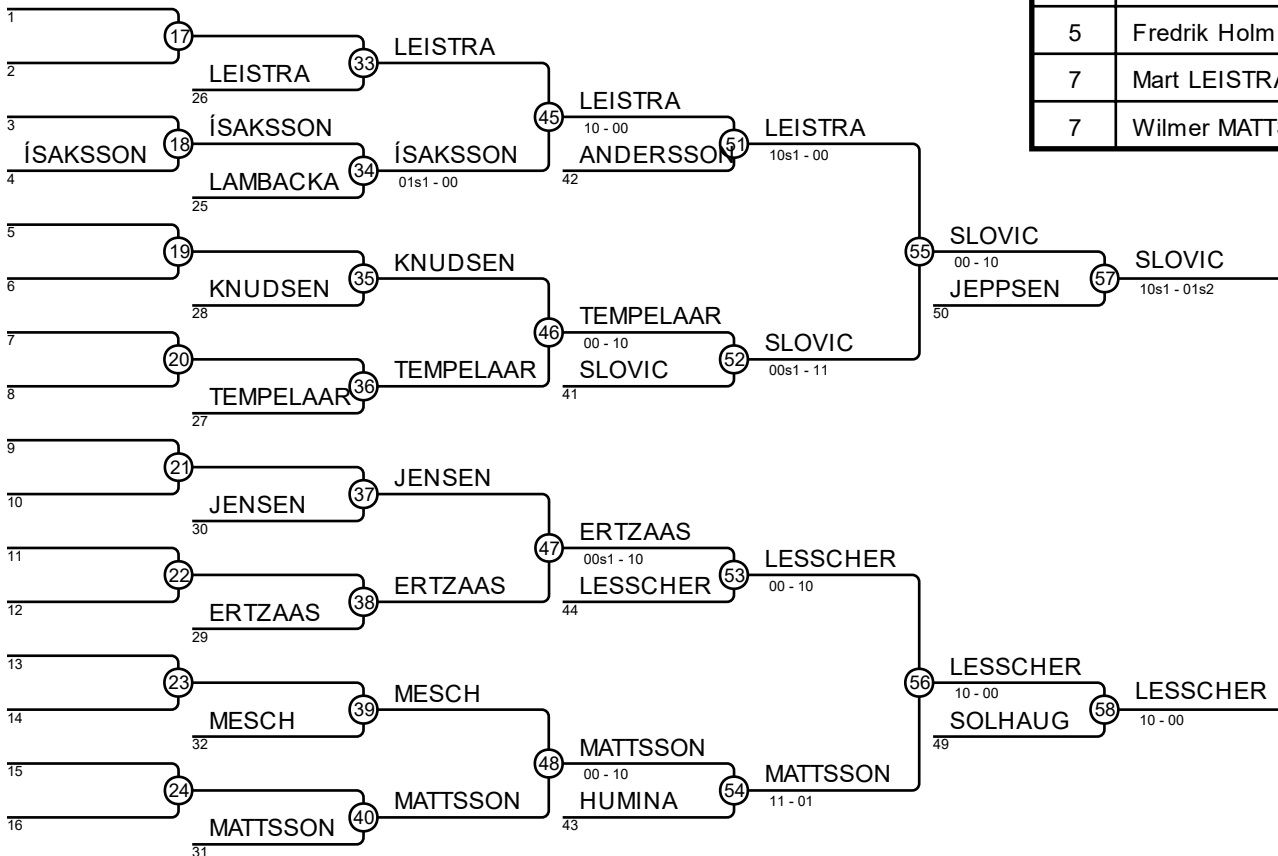 1
17
2
LEISTRA
26
33
LEISTRA
3
ÍSAKSSON
4
18
ÍSAKSSON
LAMBACKA
25
34
ÍSAKSSON
01s1 - 00
45
LEISTRA
10 - 00
ANDERSSON
42
51
LEISTRA
10s1 - 00
5
19
6
KNUDSEN
28
35
KNUDSEN
7
20
8
TEMPELAAR
27
36
TEMPELAAR
46
TEMPELAAR
00 - 10
SLOVIC
41
52
SLOVIC
00s1 - 11
55
SLOVIC
00 - 10
JEPPSEN
50
57
SLOVIC
10s1 - 01s2
9
21
10
JENSEN
30
37
JENSEN
11
22
12
ERTZAAS
29
38
ERTZAAS
47
ERTZAAS
00s1 - 10
LESSCHER
44
53
LESSCHER
00 - 10
13
23
14
MESCH
32
39
MESCH
15
24
16
MATTSSON
31
40
MATTSSON
48
MATTSSON
00 - 10
HUMINA
43
54
MATTSSON
11 - 01
56
LESSCHER
10 - 00
SOLHAUG
49
58
LESSCHER
10 - 00
5 Fredrik Holm
7 Mart LEISTRA
7 Wilmer MATT